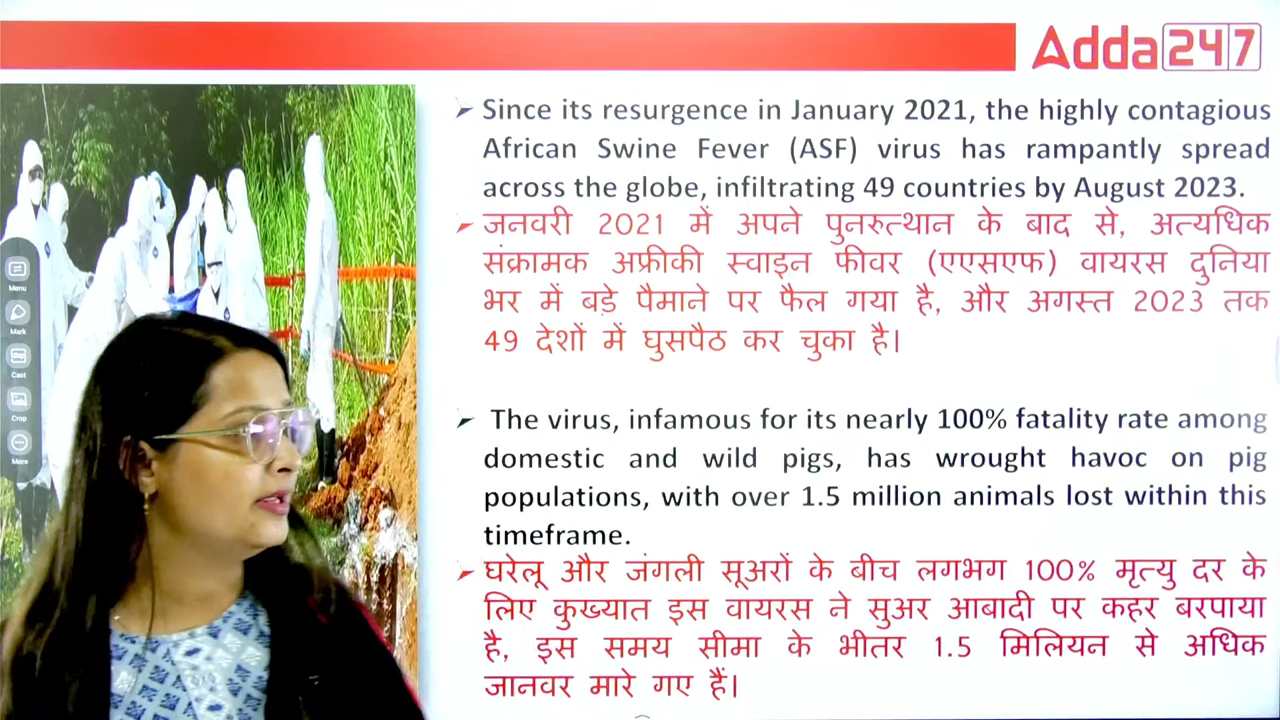 Adda247
Since its resurgence in January 2021, the highly contagious
African Swine Fever (ASF) virus has rampantly spread
across the globe, infiltrating 49 countries by August 2023.
जनवरी 2021 में अपने पुनरुत्थान के बाद से, अत्यधिक
संक्रामक अफ्रीकी स्वाइन फीवर (एएसएफ) वायरस दुनिया
भर में बड़े पैमाने पर फैल गया है, और अगस्त 2023 तक
49 देशों में घुसपैठ कर चुका है।
The virus, infamous for its nearly 100% fatality rate among
domestic and wild pigs, has wrought havoc on pig
populations, with over 1.5 million animals lost within this
timeframe.
घरेलू और जंगली सूअरों के बीच लगभग 100% मृत्यु दर के
लिए कुख्यात इस वायरस ने सुअर आबादी पर कहर बरपाया
है, इस समय सीमा के भीतर 1.5 मिलियन से अधिक
जानवर मारे गए हैं।
Menu
Mark
Cast
Crop
More